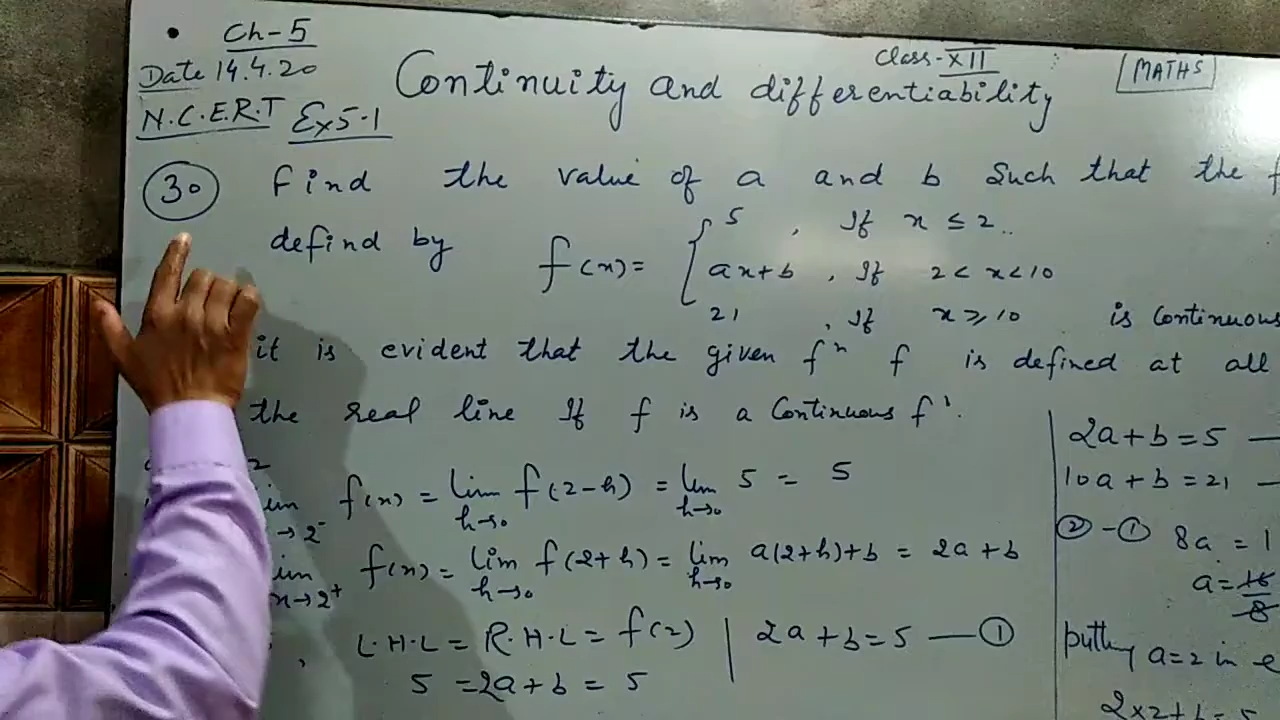 Ch-5
Date 14.4.20
Continuity and differentiability
Class-XII
MATHS
N.C.E.R.T Ex 5.1
30 Find the value of a and b Such that the f
defind by f(x)= { 5 , If x ≤ 2..
ax+b , If 2 < x < 10
21 , If x ≥ 10 is Continuous
it is evident that the given fⁿ f is defined at all
the real line If f is a Continuous f'.
2
im x→2⁻ f(x) = lim h→0 f(2-h) = lim h→0 5 = 5
im x→2⁺ f(x) = lim h→0 f(2+h) = lim h→0 a(2+h)+b = 2a+b
, L.H.L = R.H.L = f(2) | 2a+b=5 — ①
5 =2a+b = 5
2a+b=5 —
10a+b=21 —
② - ① 8a = 1
a=16/8
putting a=2 in e
2x2+b=5